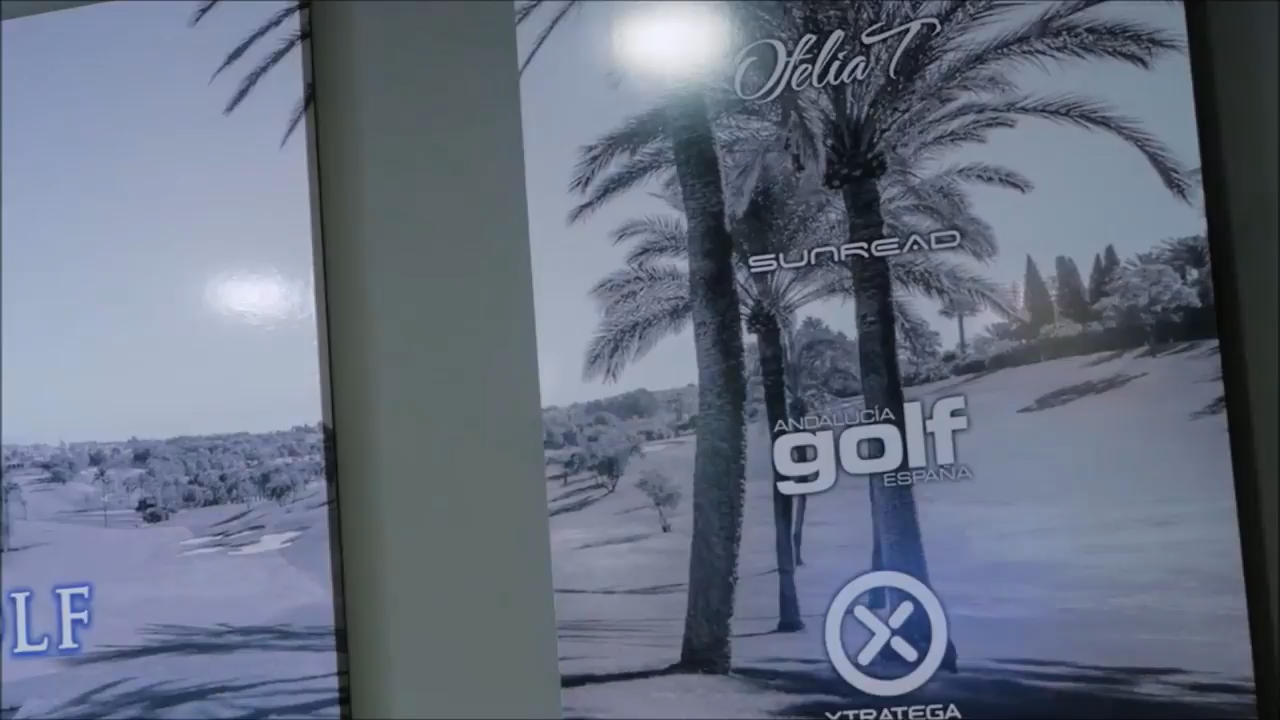 Ofelia T
SUNREAD
ANDALUCÍA
golf
ESPAÑA
LF
XTRATEGA